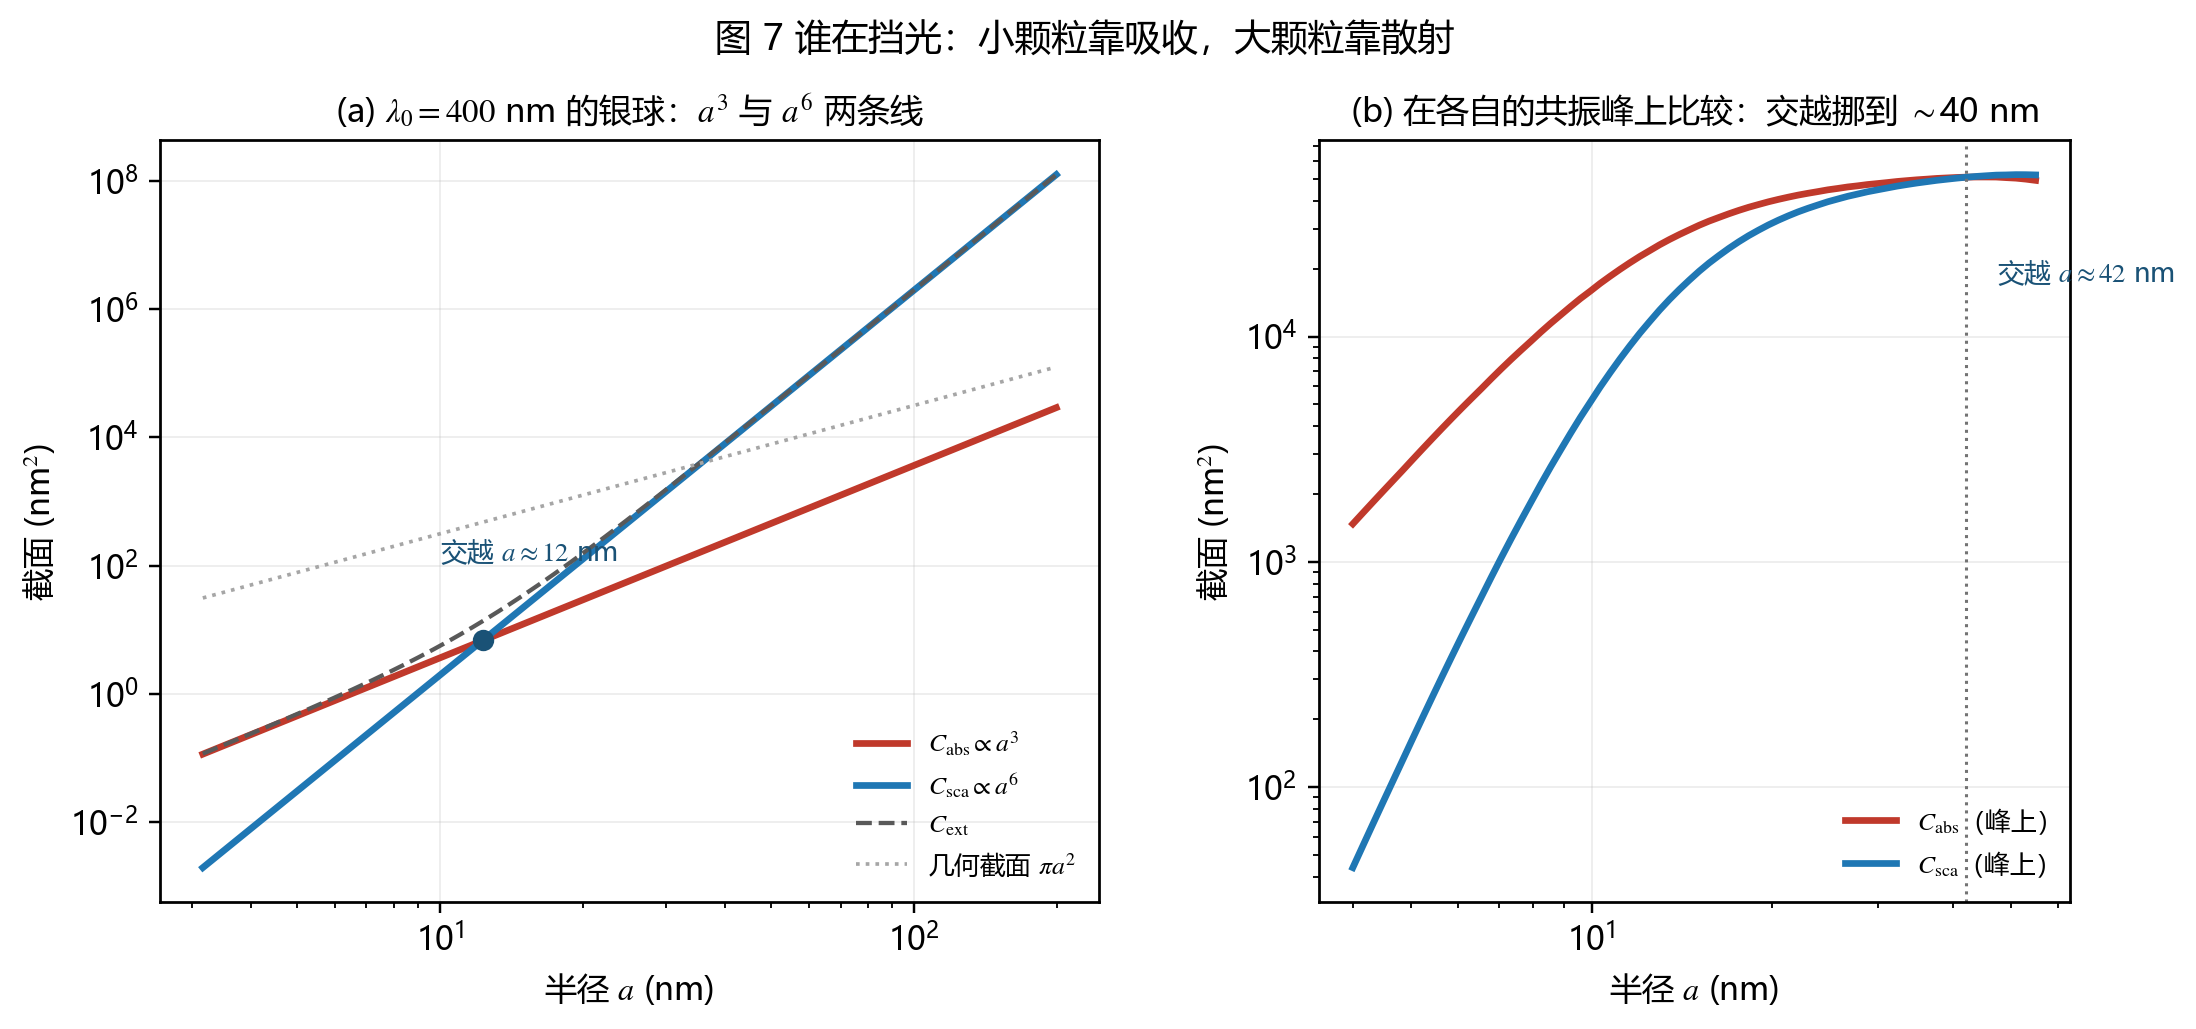 图 7 谁在挡光：小颗粒靠吸收，大颗粒靠散射
(a) λ₀ = 400 nm 的银球：a³ 与 a⁶ 两条线
截面 (nm²)
10⁸
10⁶
10⁴
10²
10⁰
10⁻²
交越 a ≈ 12 nm
C_abs ∝ a³
C_sca ∝ a⁶
C_ext
几何截面 πa²
10¹
10²
半径 a (nm)
(b) 在各自的共振峰上比较：交越挪到 ~40 nm
截面 (nm²)
10⁴
10³
10²
交越 a ≈ 42 nm
C_abs (峰上)
C_sca (峰上)
10¹
半径 a (nm)